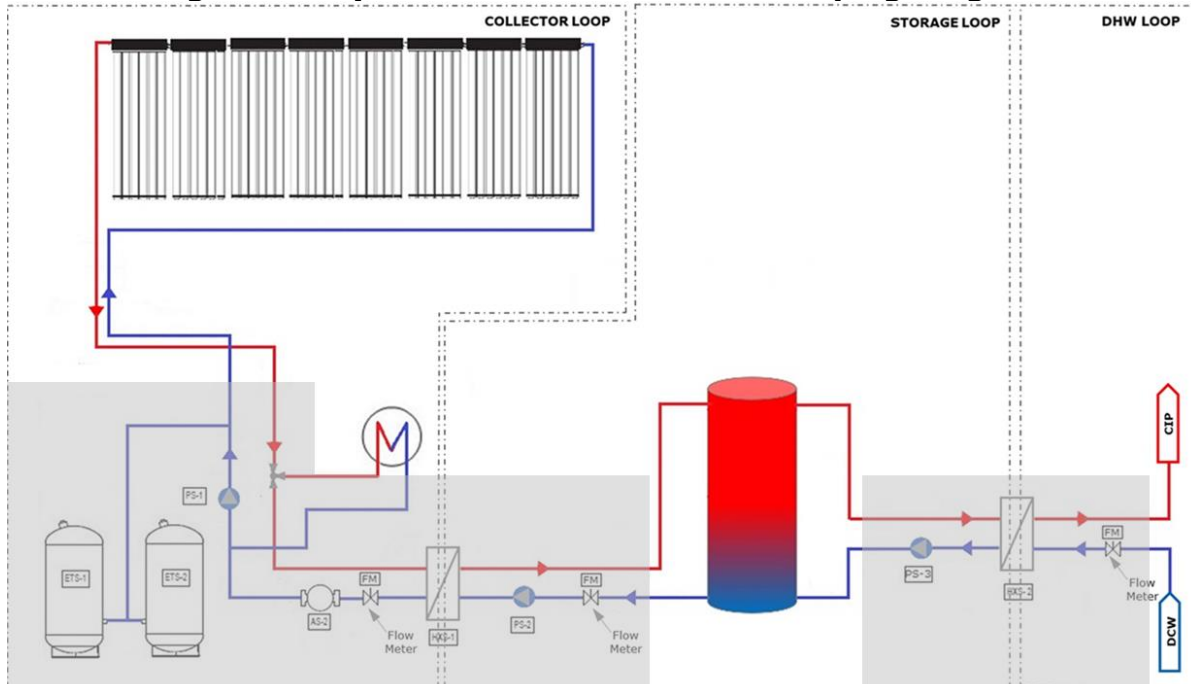 COLLECTOR LOOP
STORAGE LOOP
DHW LOOP
CIP
PS-1
ETS-1
ETS-2
FM
FM
FM
PS-3
HXS-2
Flow
Meter
AS-2
HXS-1
PS-2
Flow
Meter
Flow
Meter
DCW